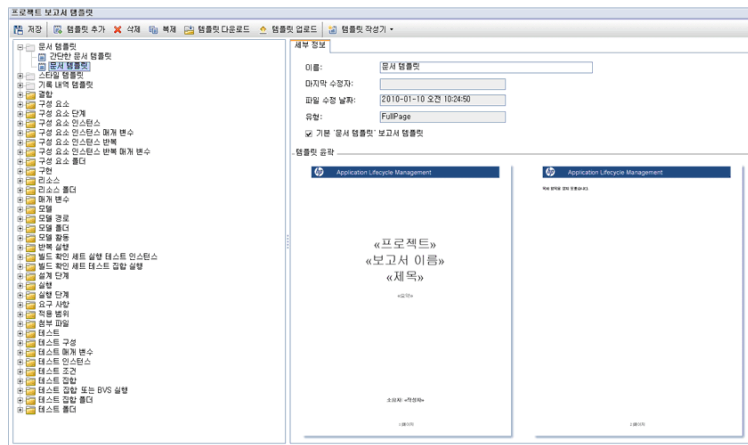 프로젝트 보고서 템플릿
저장 템플릿 추가 삭제 복제 템플릿 다운로드 템플릿 업로드 템플릿 작성기
문서 템플릿
간단한 문서 템플릿
문서 템플릿
스타일 템플릿
기록 내역 템플릿
결함
구성 요소
구성 요소 단계
구성 요소 인스턴스
구성 요소 인스턴스 매개 변수
구성 요소 인스턴스 반복
구성 요소 인스턴스 반복 매개 변수
구성 요소 폴더
구현
리소스
리소스 폴더
매개 변수
모델
모델 경로
모델 폴더
모델 활동
반복 실행
빌드 확인 세트 실행 테스트 인스턴스
빌드 확인 세트 테스트 집합 실행
설계 단계
실행
실행 단계
요구 사항
적용 범위
첨부 파일
테스트
테스트 구성
테스트 매개 변수
테스트 인스턴스
테스트 조건
테스트 집합
테스트 집합 또는 BVS 실행
테스트 집합 폴더
테스트 폴더
세부 정보
이름: 문서 템플릿
마지막 수정자:
파일 수정 날짜: 2010-01-10 오전 10:24:50
유형: FullPage
기본 '문서 템플릿' 보고서 템플릿
템플릿 윤곽
hp Application Lifecycle Management
«프로젝트»
«보고서 이름»
«제목»
hp Application Lifecycle Management